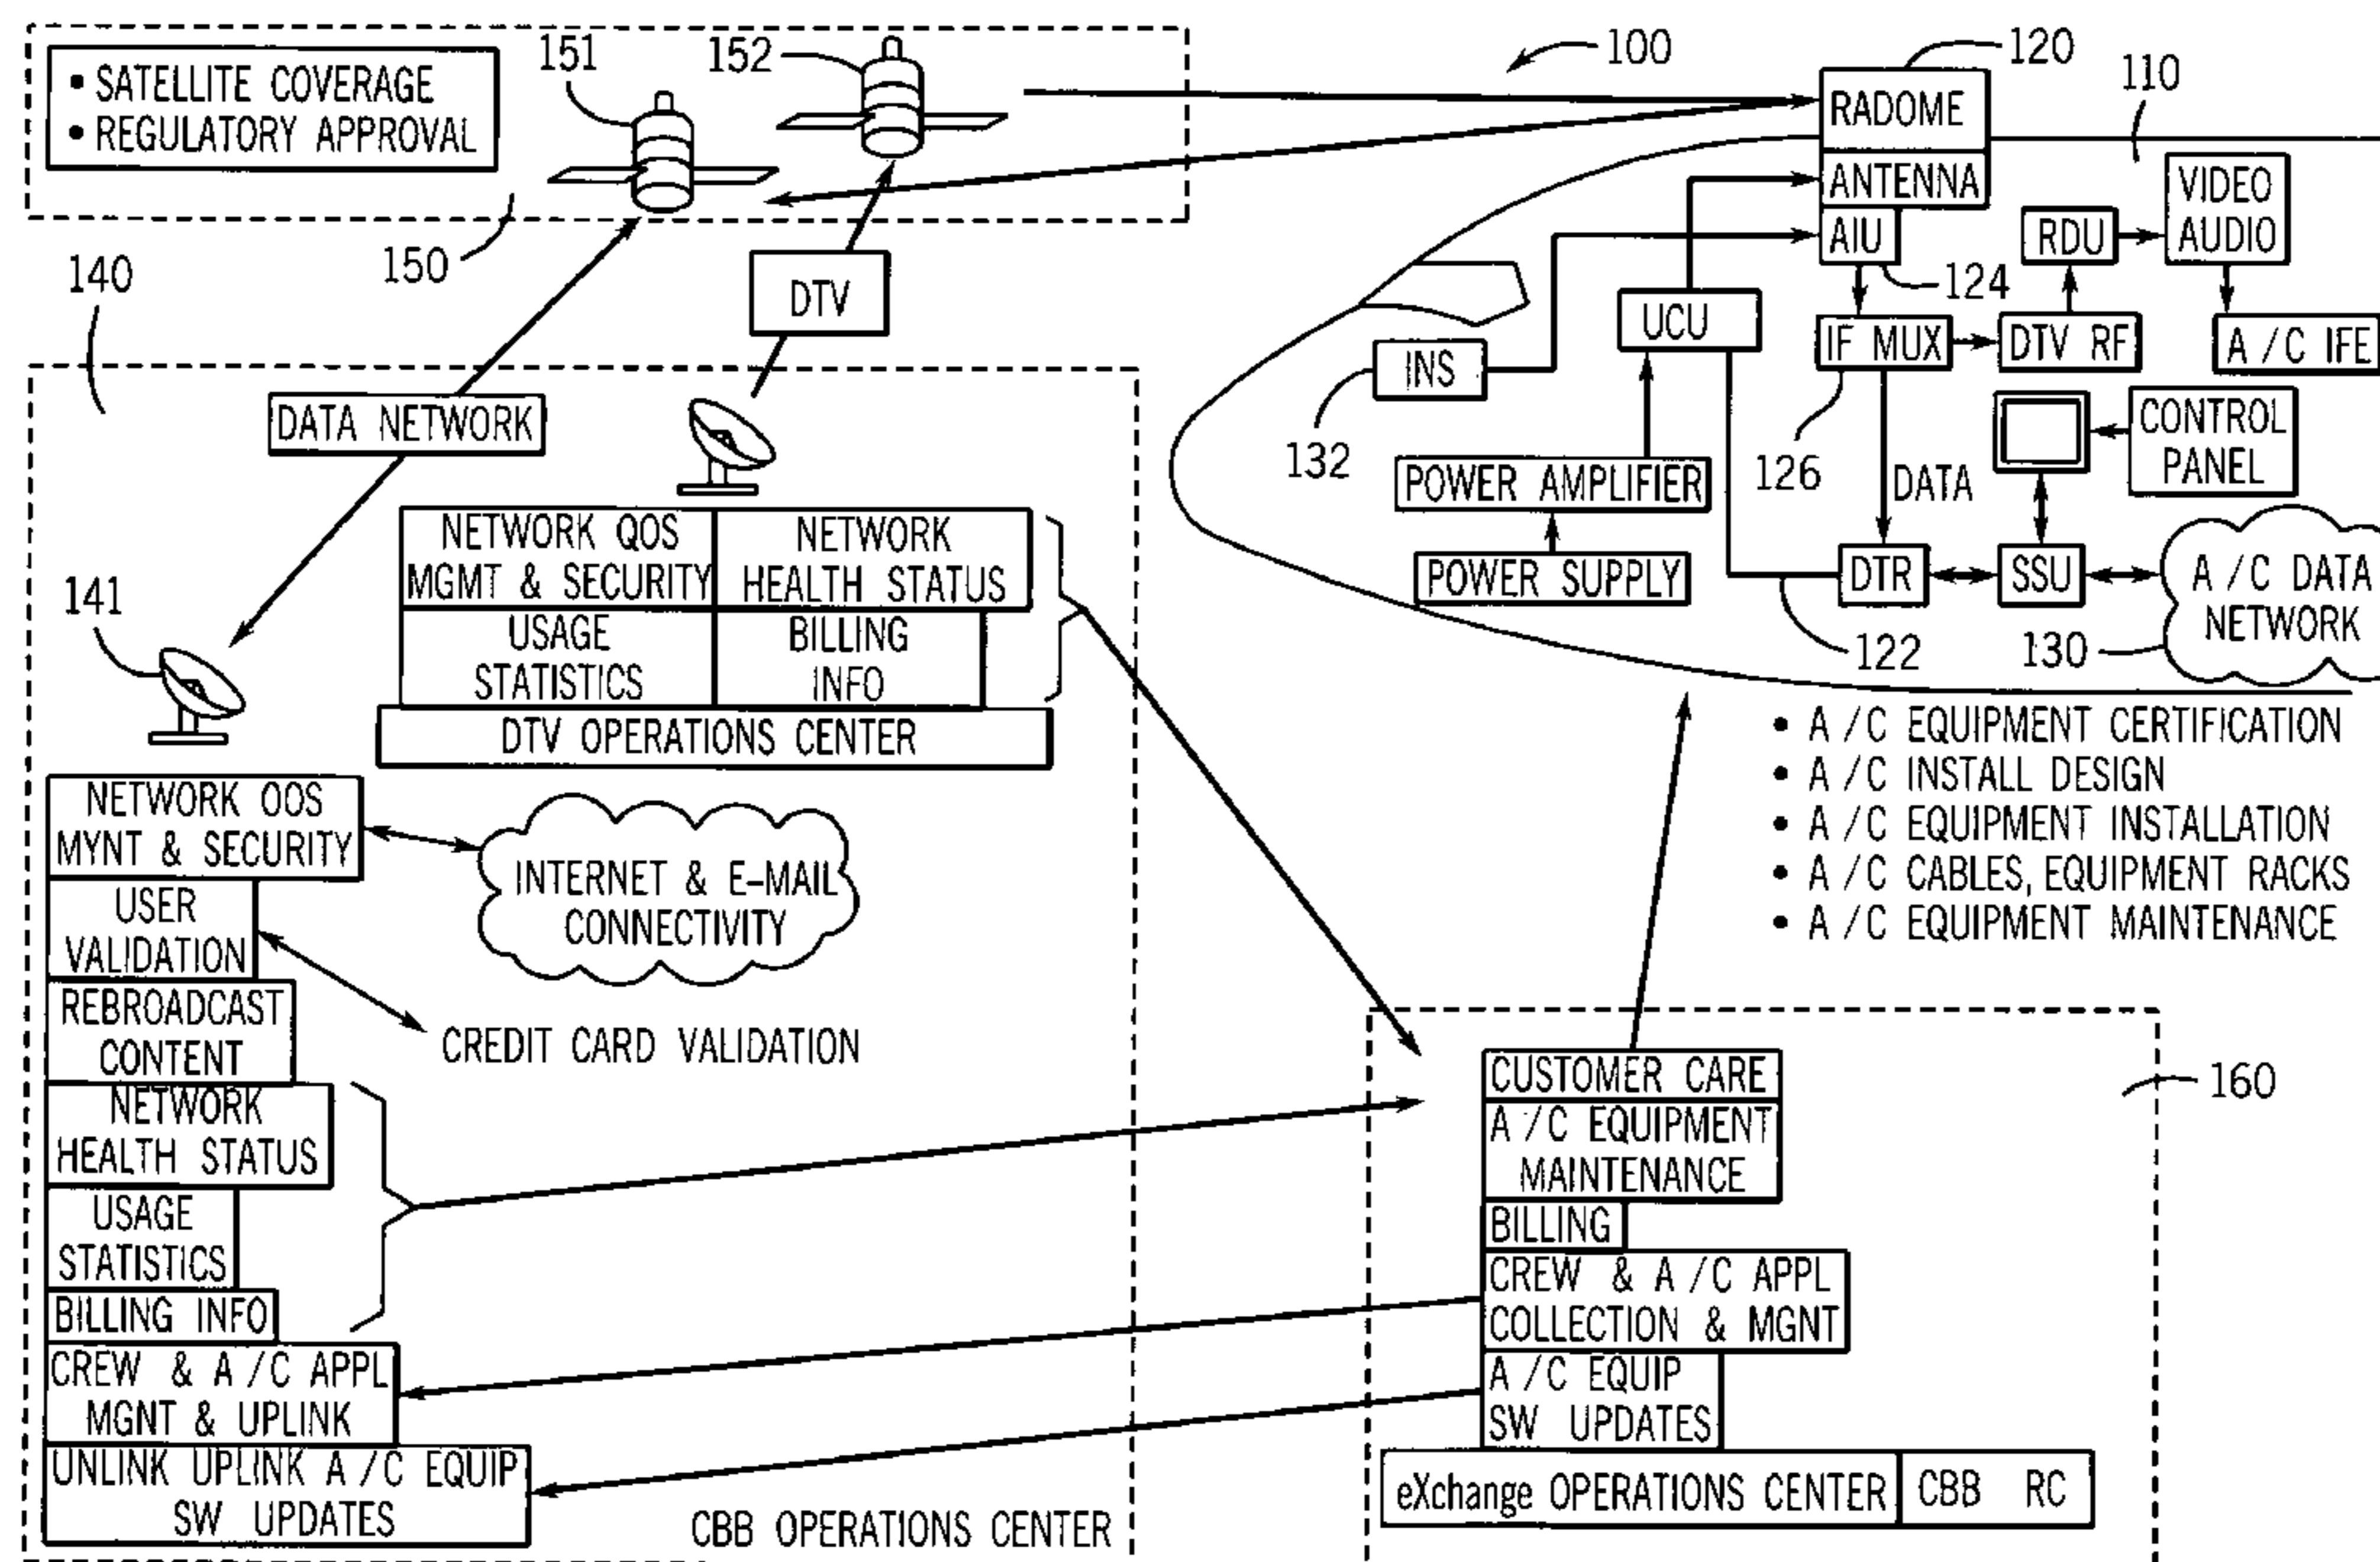 • SATELLITE COVERAGE
• REGULATORY APPROVAL
151
152
150
100
120
110
RADOME
ANTENNA
AIU
124
RDU
VIDEO
AUDIO
UCU
IF MUX
DTV RF
A/C IFE
INS
132
126
CONTROL
PANEL
POWER AMPLIFIER
DATA
POWER SUPPLY
DTR
SSU
A/C DATA
NETWORK
122
130
140
DTV
DATA NETWORK
141
NETWORK QOS
MGMT & SECURITY
NETWORK
HEALTH STATUS
USAGE
STATISTICS
BILLING
INFO
DTV OPERATIONS CENTER
• A/C EQUIPMENT CERTIFICATION
• A/C INSTALL DESIGN
• A/C EQUIPMENT INSTALLATION
• A/C CABLES, EQUIPMENT RACKS
• A/C EQUIPMENT MAINTENANCE
NETWORK OOS
MYNT & SECURITY
INTERNET & E-MAIL
CONNECTIVITY
USER
VALIDATION
CREDIT CARD VALIDATION
REBROADCAST
CONTENT
NETWORK
HEALTH STATUS
USAGE
STATISTICS
BILLING INFO
CREW & A/C APPL
MGNT & UPLINK
UNLINK UPLINK A/C EQUIP
SW UPDATES
CBB OPERATIONS CENTER
160
CUSTOMER CARE
A/C EQUIPMENT
MAINTENANCE
BILLING
CREW & A/C APPL
COLLECTION & MGNT
A/C EQUIP
SW UPDATES
eXchange OPERATIONS CENTER
CBB RC